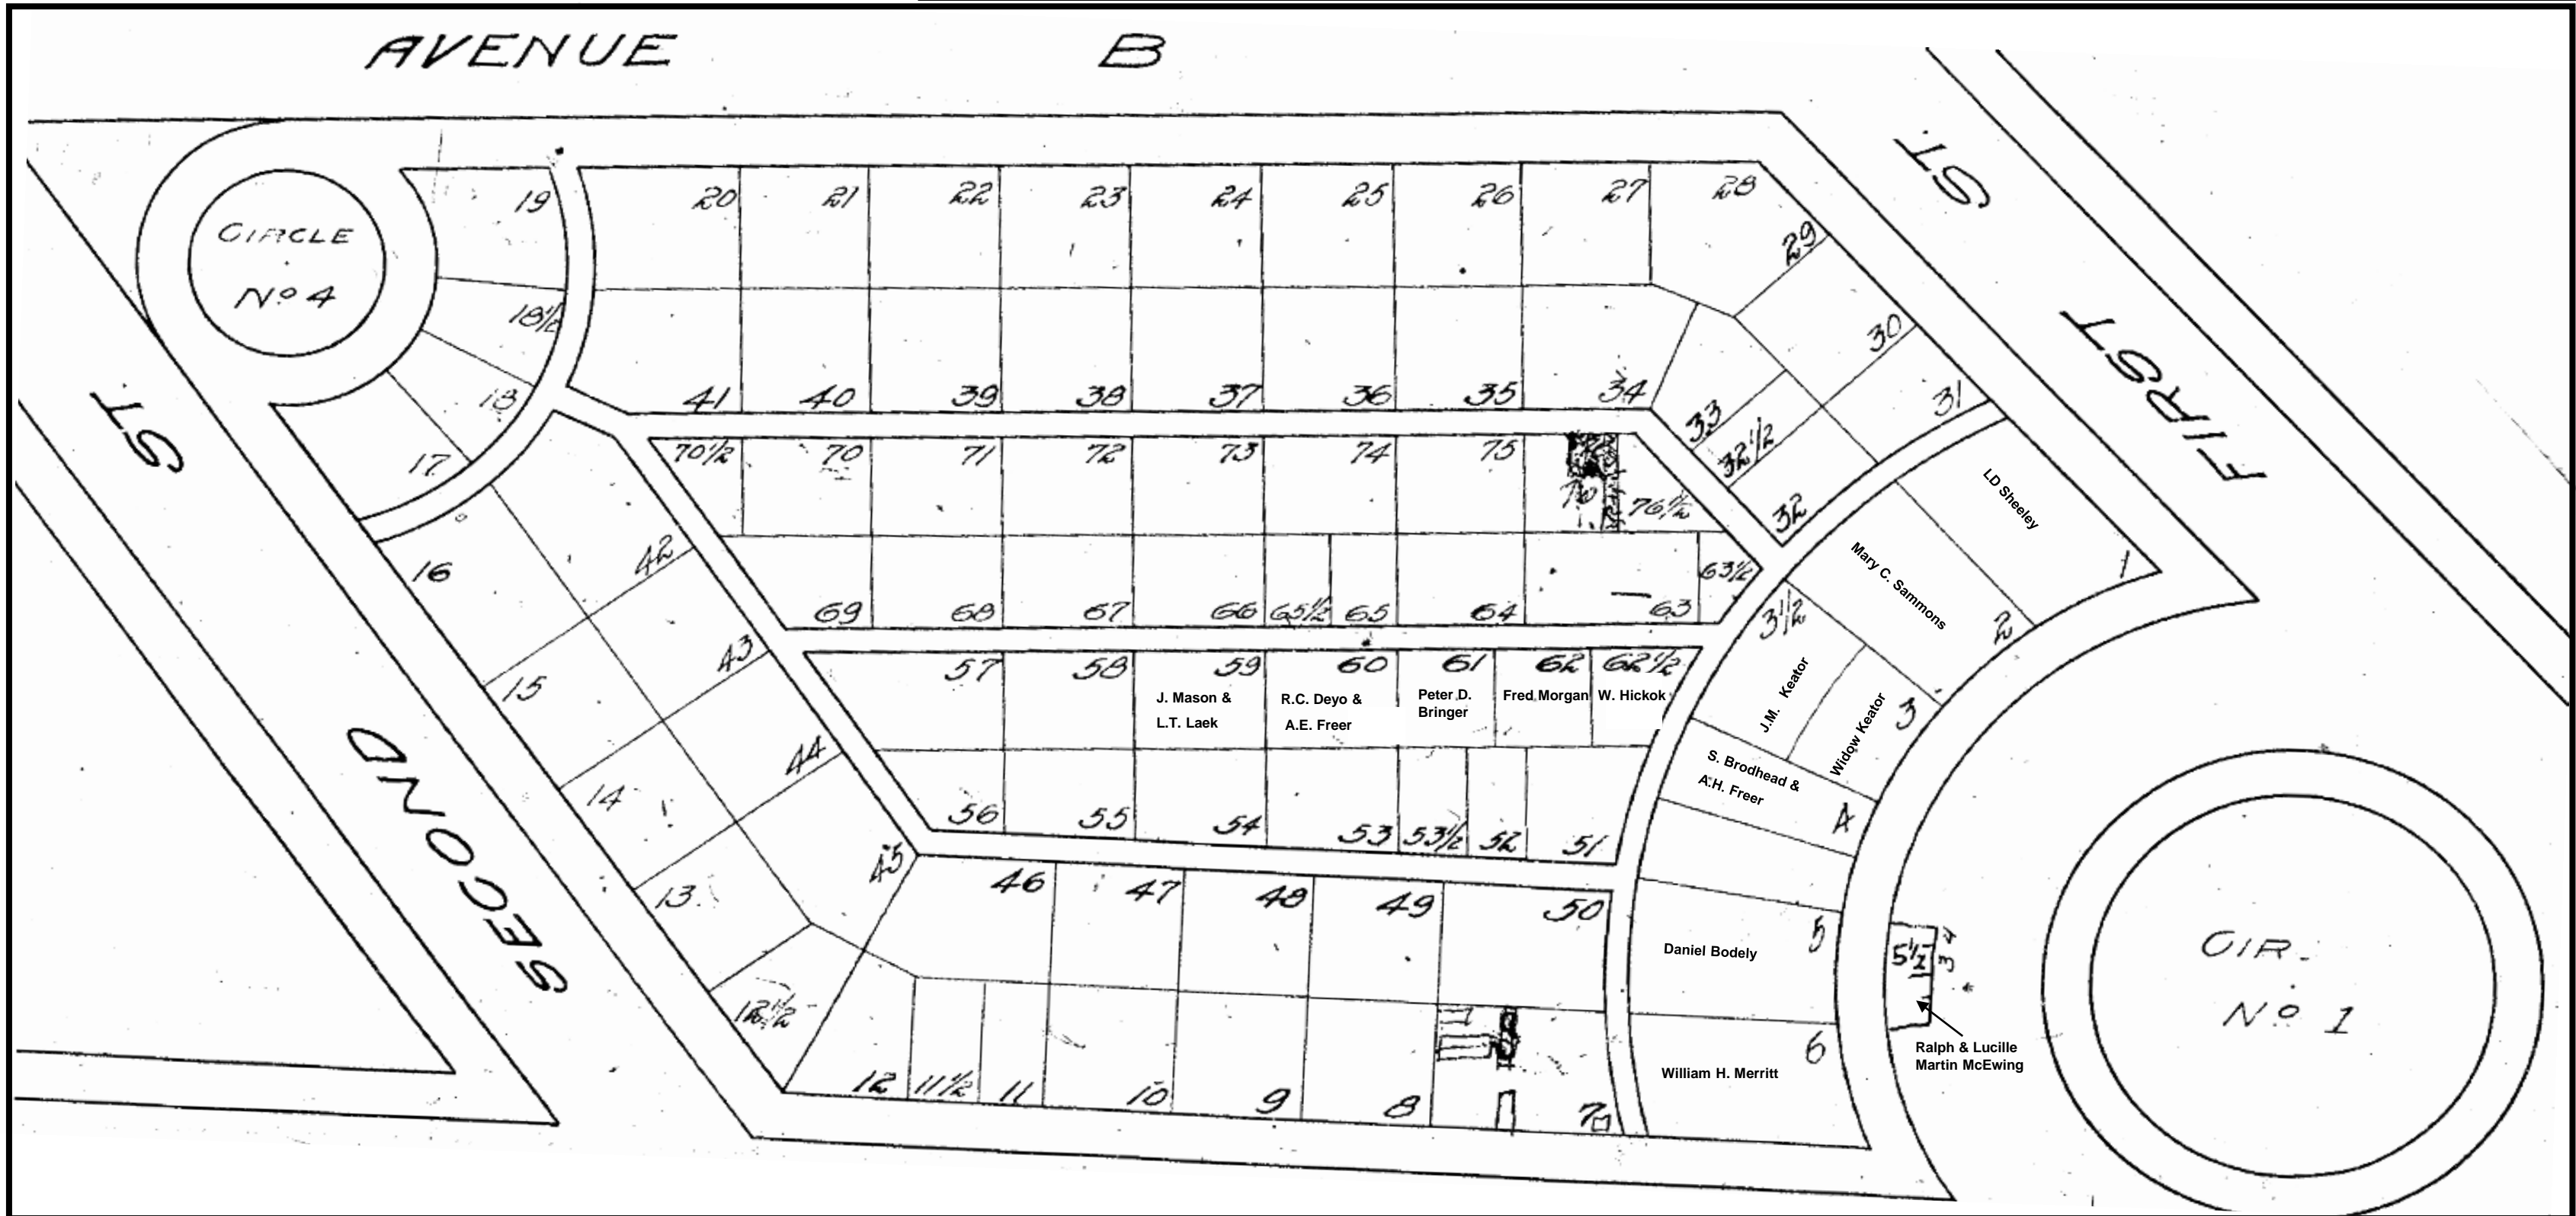 AVENUE B
ST.
FIRST
CIRCLE
No 4
19
18½
18
17
20 21 22 23 24 25 26 27 28
29
30
31
41 40 39 38 37 36 35 34
33
32½
32
70½ 70 71 72 73 74 75 76 76½
69 68 67 66 65½ 65 64 63 63½
57 58 59 60 61 62 62½
J. Mason &
L.T. Laek
R.C. Deyo &
A.E. Freer
Peter D.
Bringer
Fred Morgan
W. Hickok
56 55 54 53 53½ 52 51
ST.
SECOND
16
15
14
13
12½
42
43
44
45
46 47 48 49 50
12 11½ 11 10 9 8 7
LD Sheeley
1
Mary C. Sammons
2
3½
J.M. Keator
Widow Keator
3
S. Brodhead &
A.H. Freer
4
Daniel Bodely
5
William H. Merritt
6
5½
34
Ralph & Lucille
Martin McEwing
CIR.
No 1